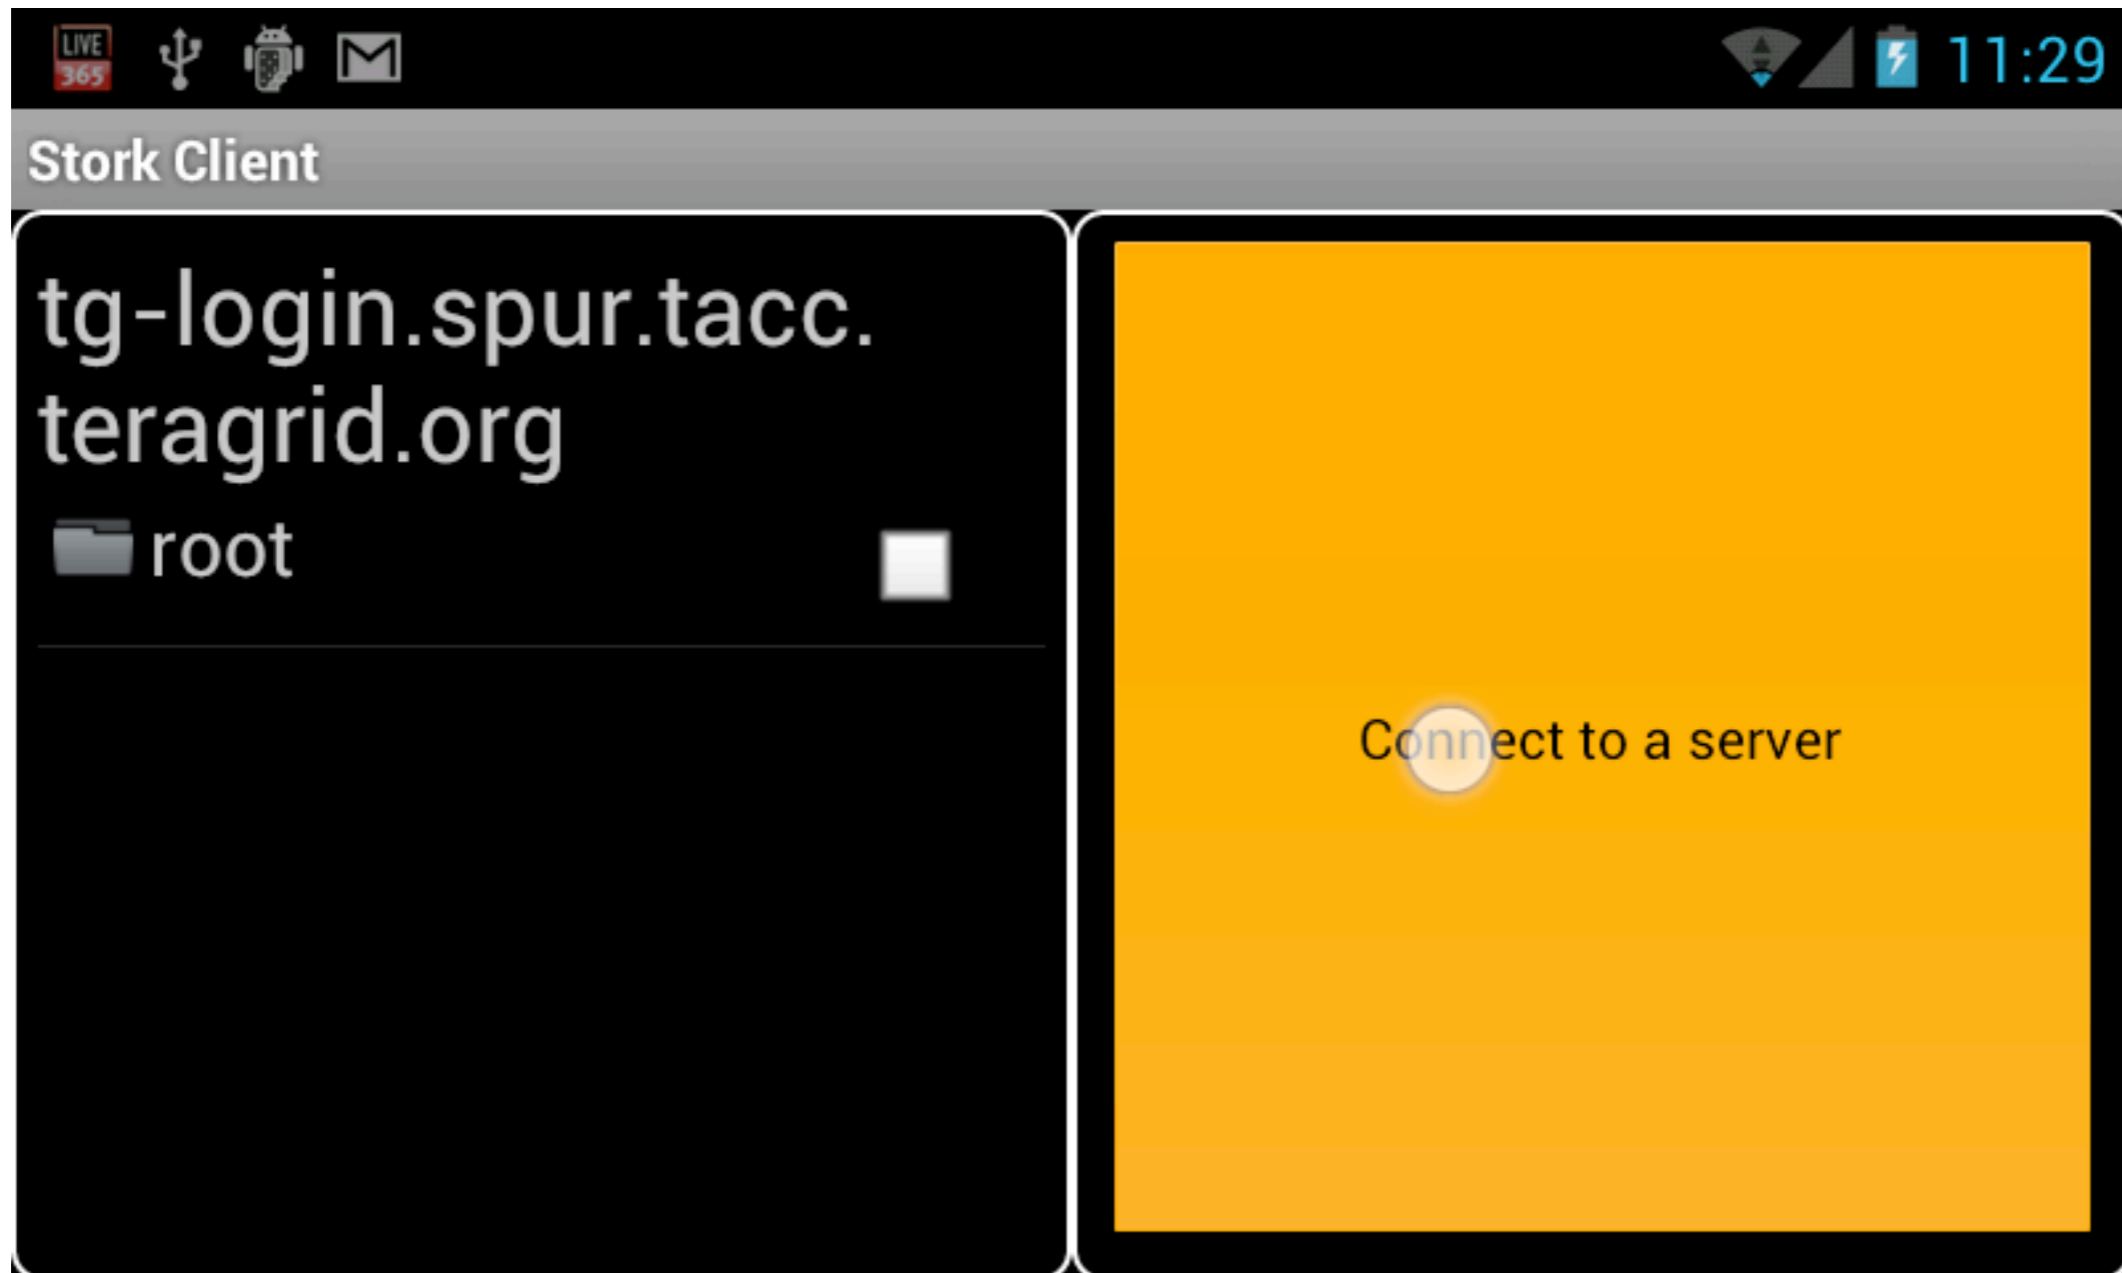 LIVE
365
11:29
Stork Client
tg-login.spur.tacc.
teragrid.org
root
Connect to a server